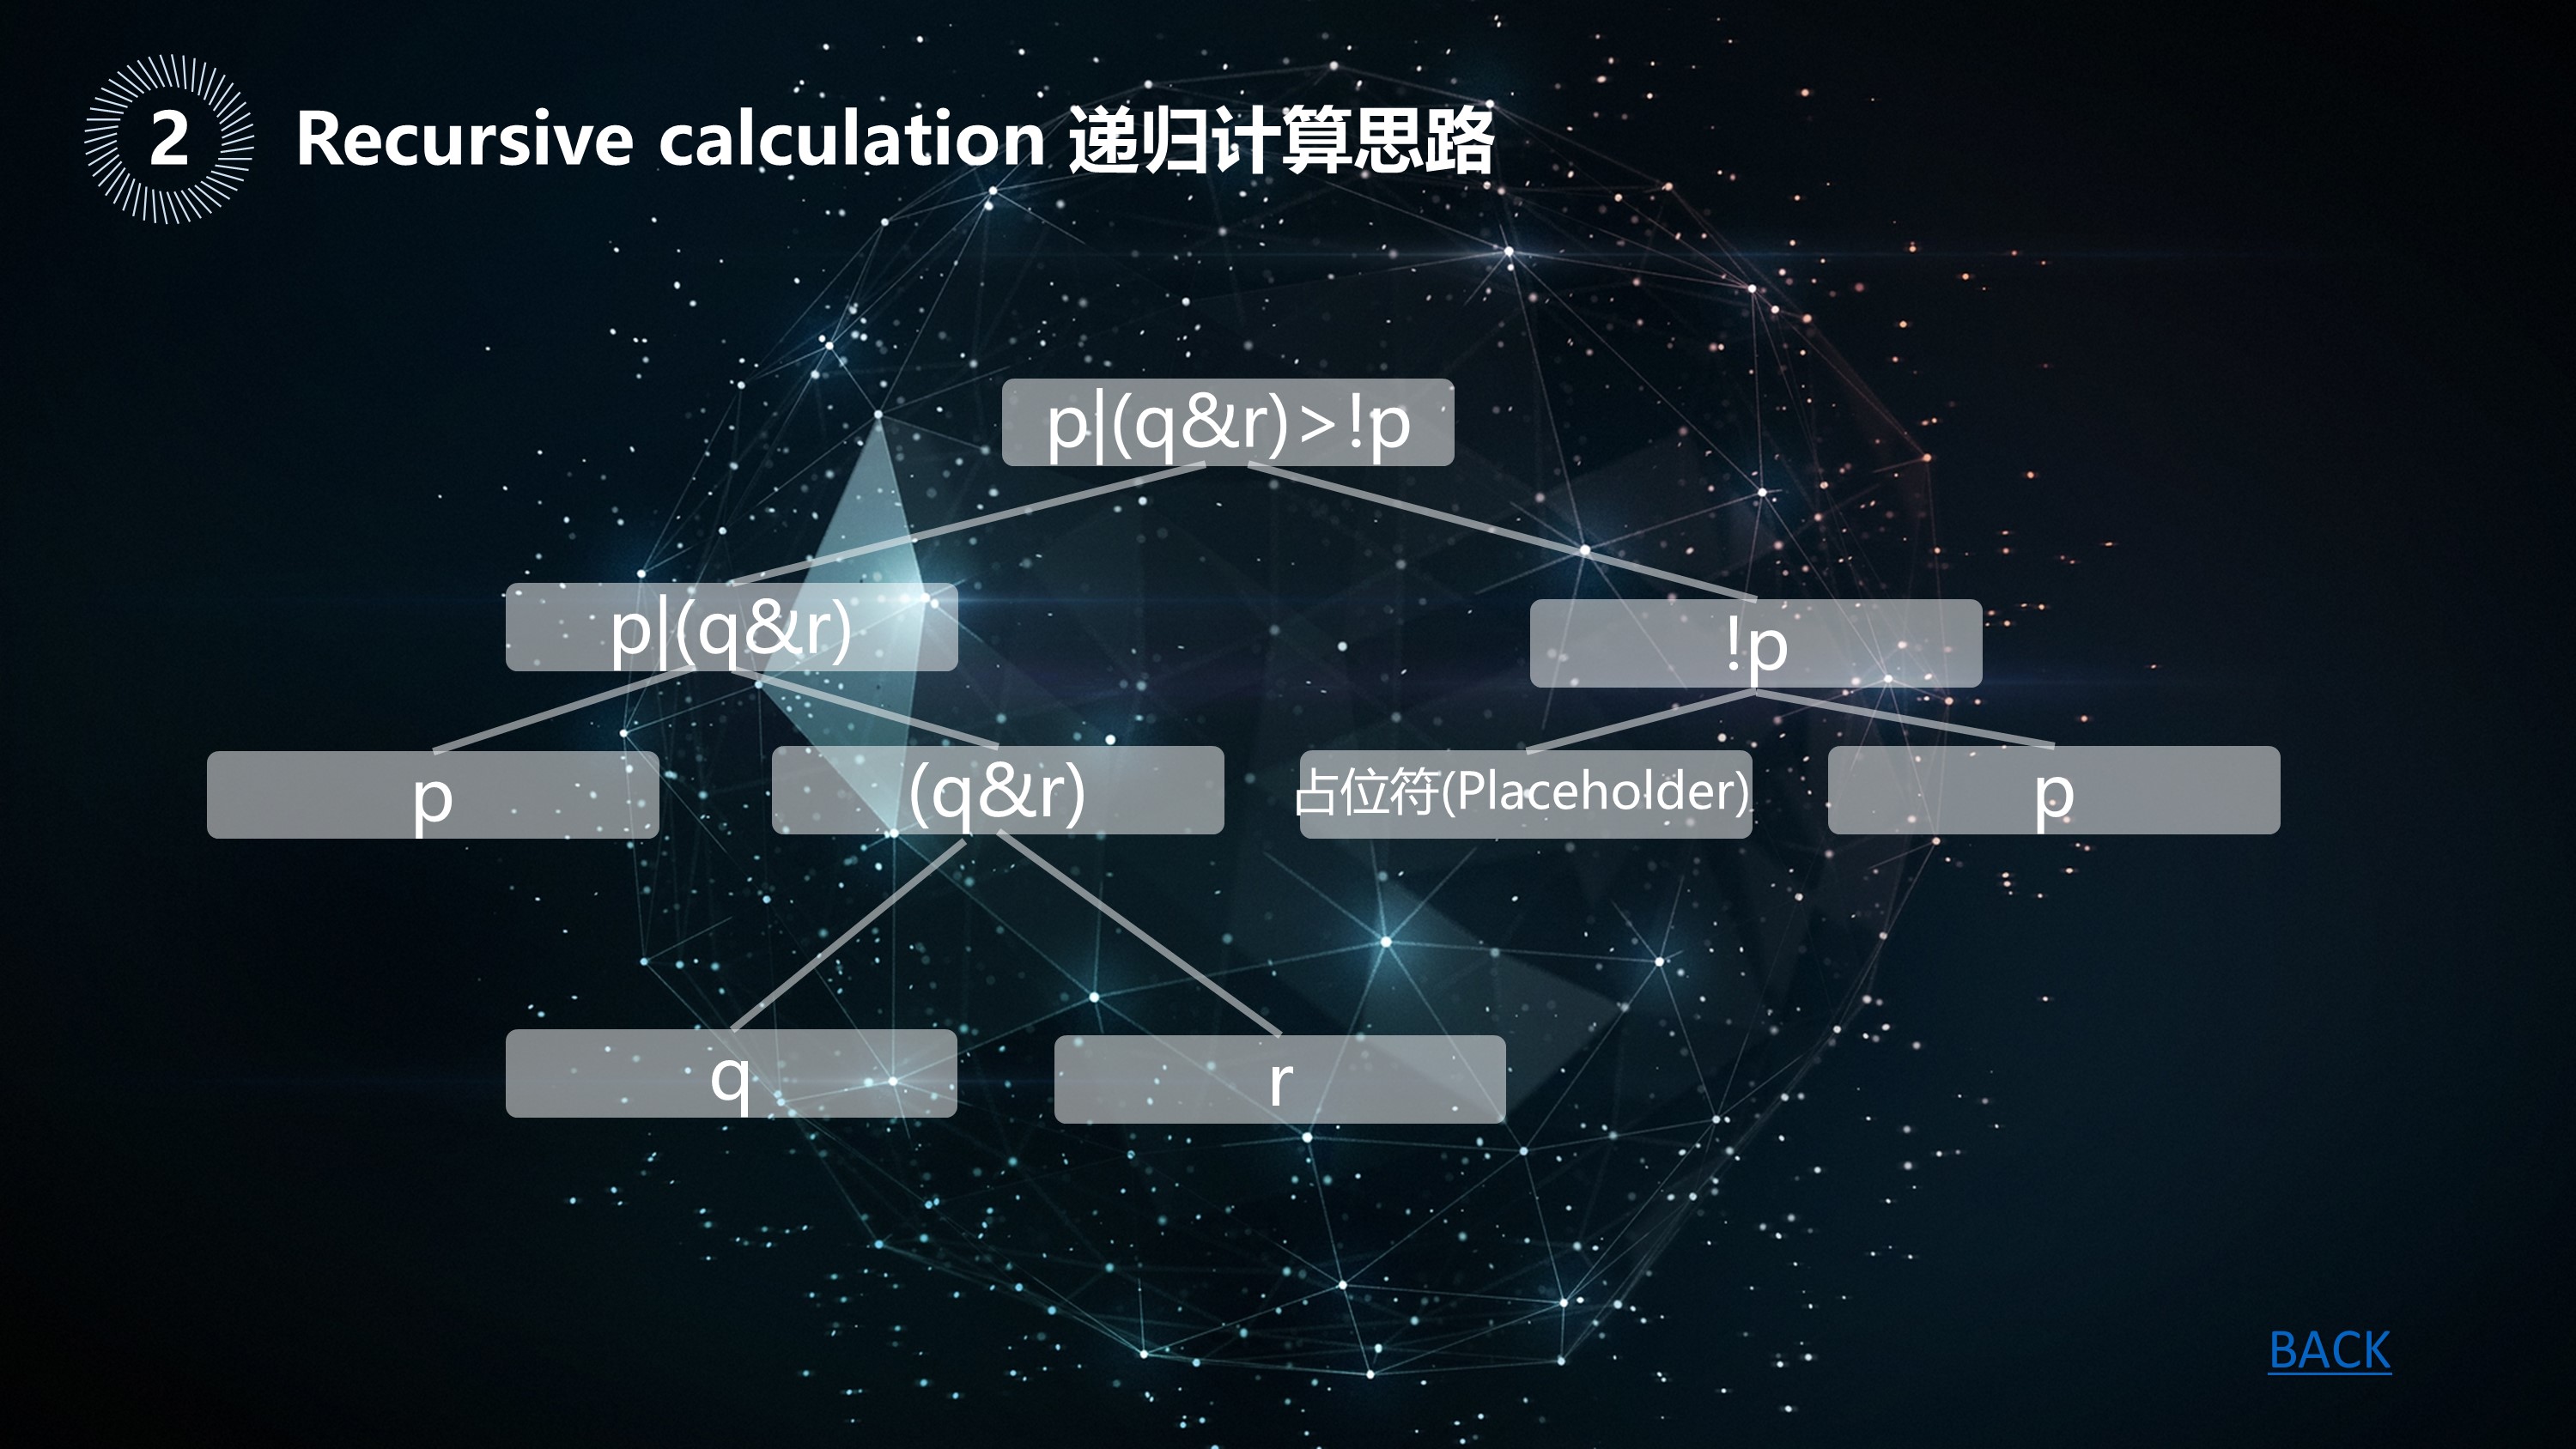 2
Recursive calculation 递归计算思路
p|(q&r)>!p
p|(q&r)
!p
p
(q&r)
占位符(Placeholder)
p
q
r
BACK